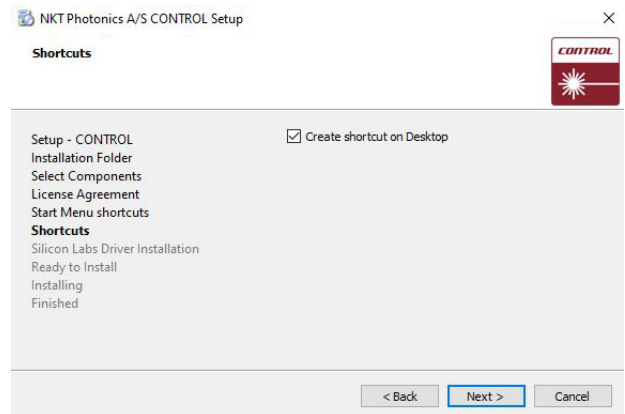 NKT Photonics A/S CONTROL Setup
Shortcuts
CONTROL
Setup - CONTROL
Installation Folder
Select Components
License Agreement
Start Menu shortcuts
Shortcuts
Silicon Labs Driver Installation
Ready to Install
Installing
Finished
Create shortcut on Desktop
< Back
Next >
Cancel